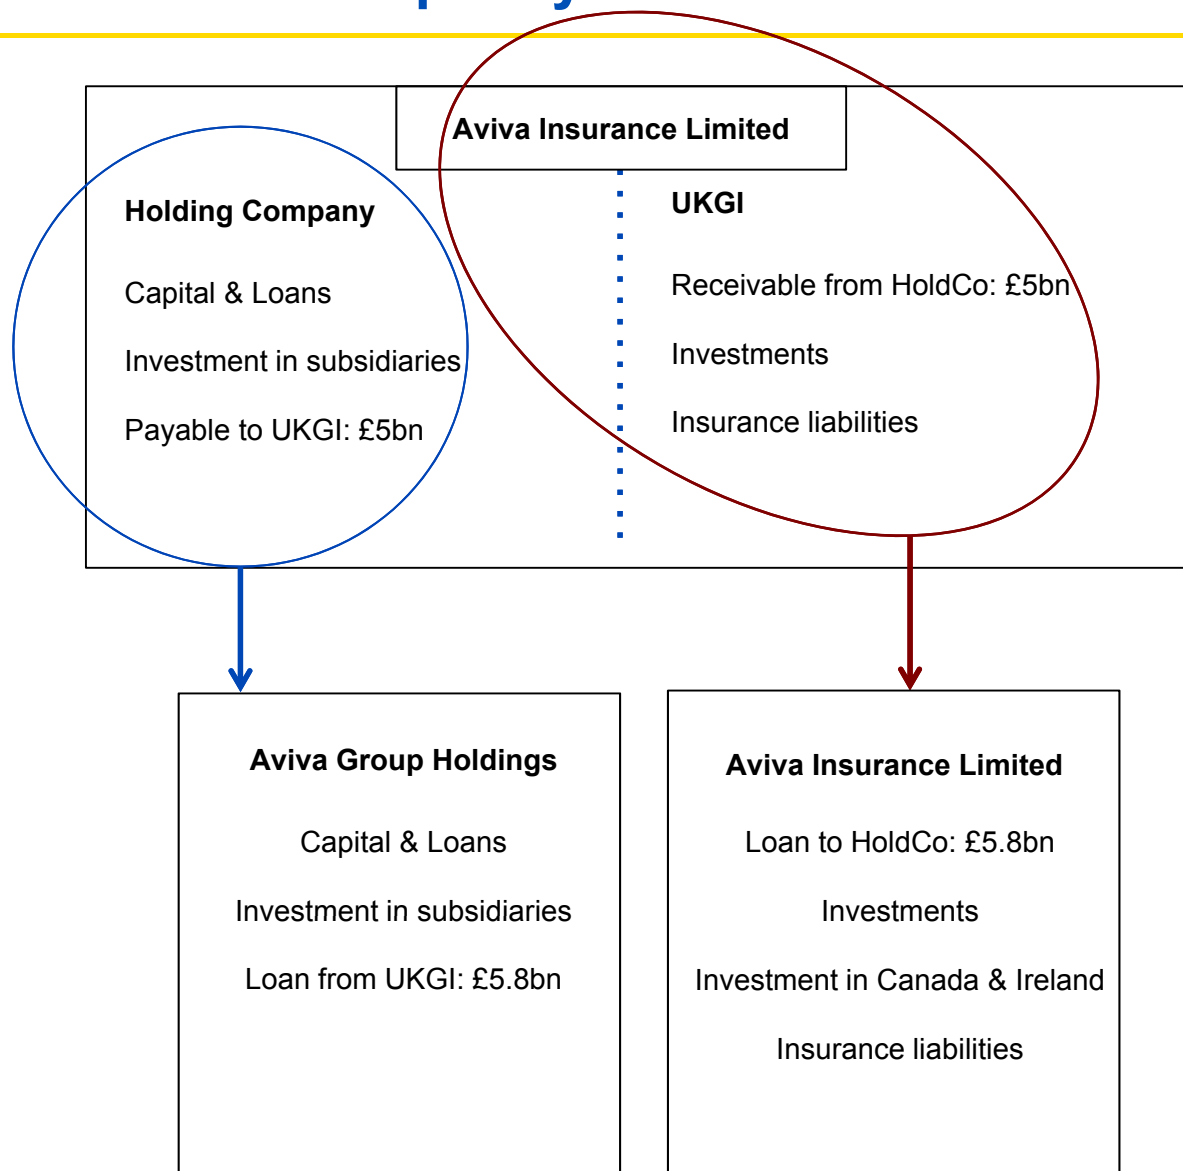 Aviva Insurance Limited
Holding Company
Capital & Loans
Investment in subsidiaries
Payable to UKGI: £5bn
UKGI
Receivable from HoldCo: £5bn
Investments
Insurance liabilities
Aviva Group Holdings
Capital & Loans
Investment in subsidiaries
Loan from UKGI: £5.8bn
Aviva Insurance Limited
Loan to HoldCo: £5.8bn
Investments
Investment in Canada & Ireland
Insurance liabilities